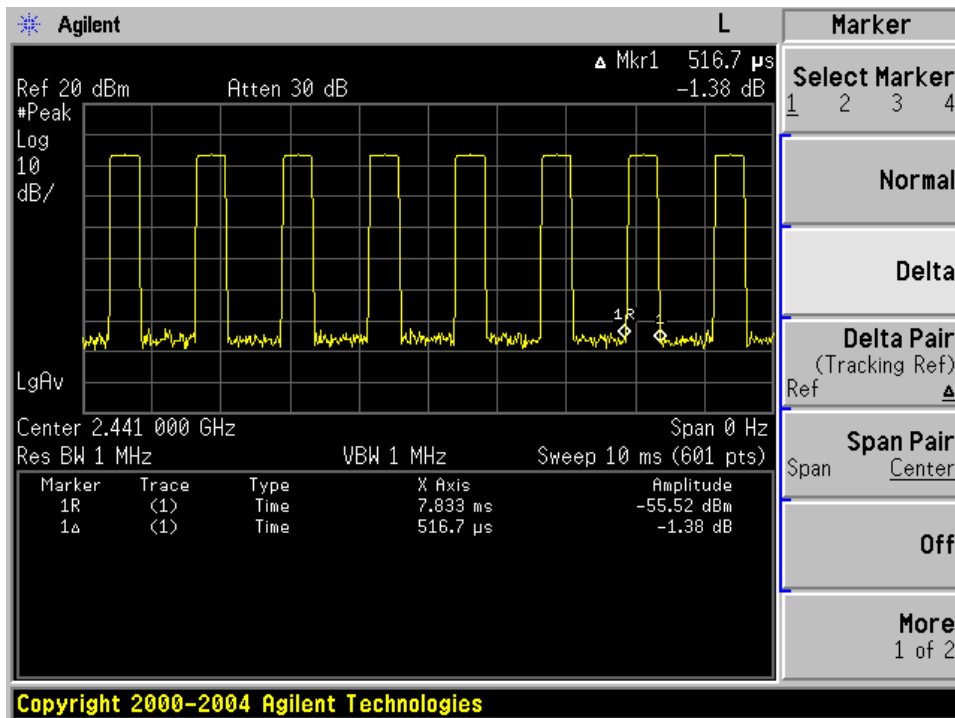 Agilent L Marker
Δ Mkr1 516.7 µs
Ref 20 dBm Atten 30 dB -1.38 dB
#Peak
Log
10
dB/
1R 1
LgAv
Center 2.441 000 GHz Span 0 Hz
Res BW 1 MHz VBW 1 MHz Sweep 10 ms (601 pts)
Marker Trace Type X Axis Amplitude
1R (1) Time 7.833 ms -55.52 dBm
1Δ (1) Time 516.7 µs -1.38 dB
Select Marker
1 2 3 4
Normal
Delta
Delta Pair
(Tracking Ref)
Ref Δ
Span Pair
Span Center
Off
More
1 of 2
Copyright 2000-2004 Agilent Technologies